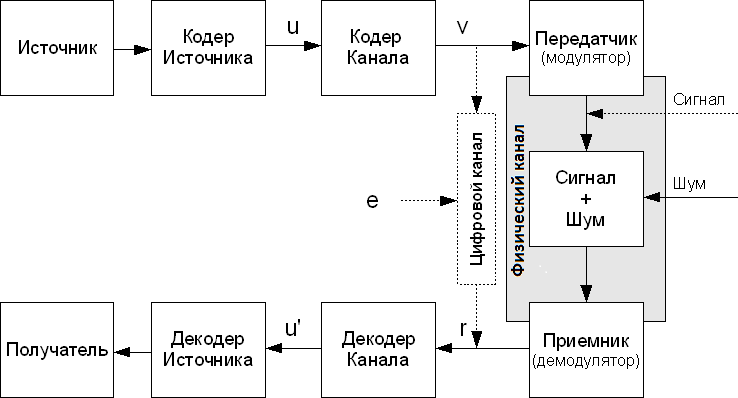 Источник
Кодер
Источника
u
Кодер
Канала
v
Передатчик
(модулятор)
Сигнал
Физический канал
Цифровой канал
e
Сигнал
+
Шум
Шум
Получатель
Декодер
Источника
u'
Декодер
Канала
r
Приемник
(демодулятор)